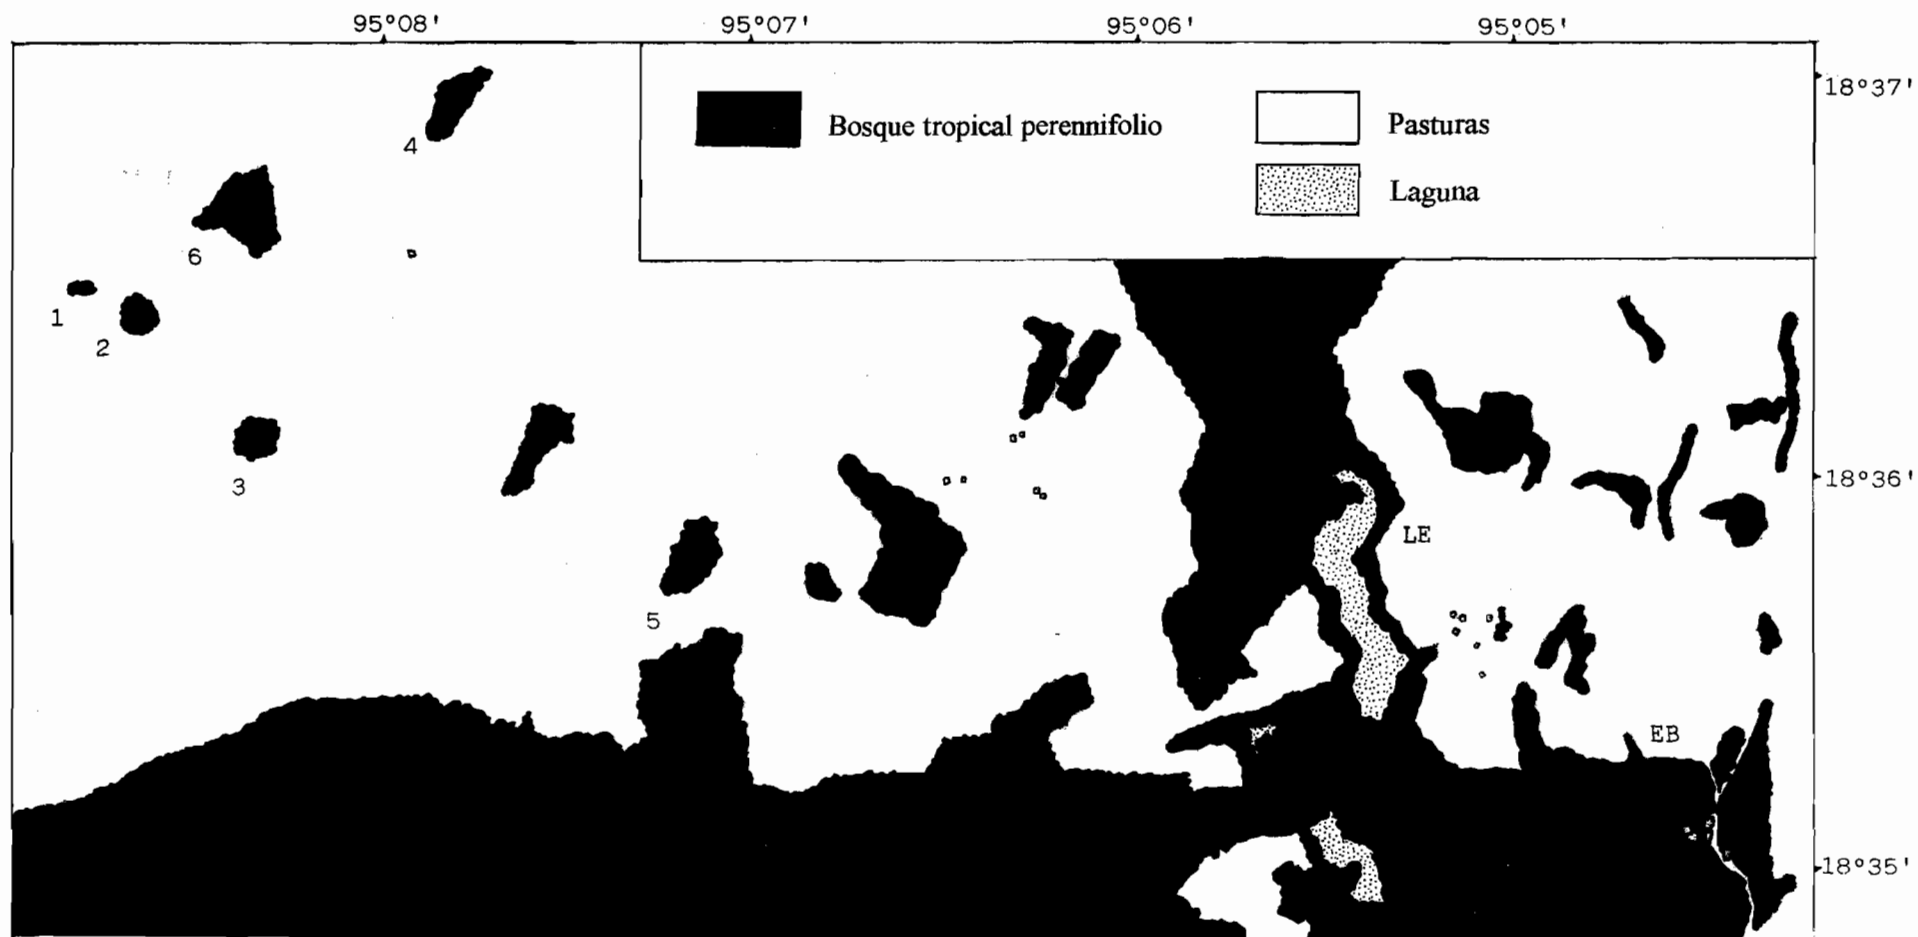 95°08' 95°07' 95°06' 95°05'
18°37'
Bosque tropical perennifolio
Pasturas
Laguna
4
6
1
2
3
18°36'
LE
5
EB
18°35'